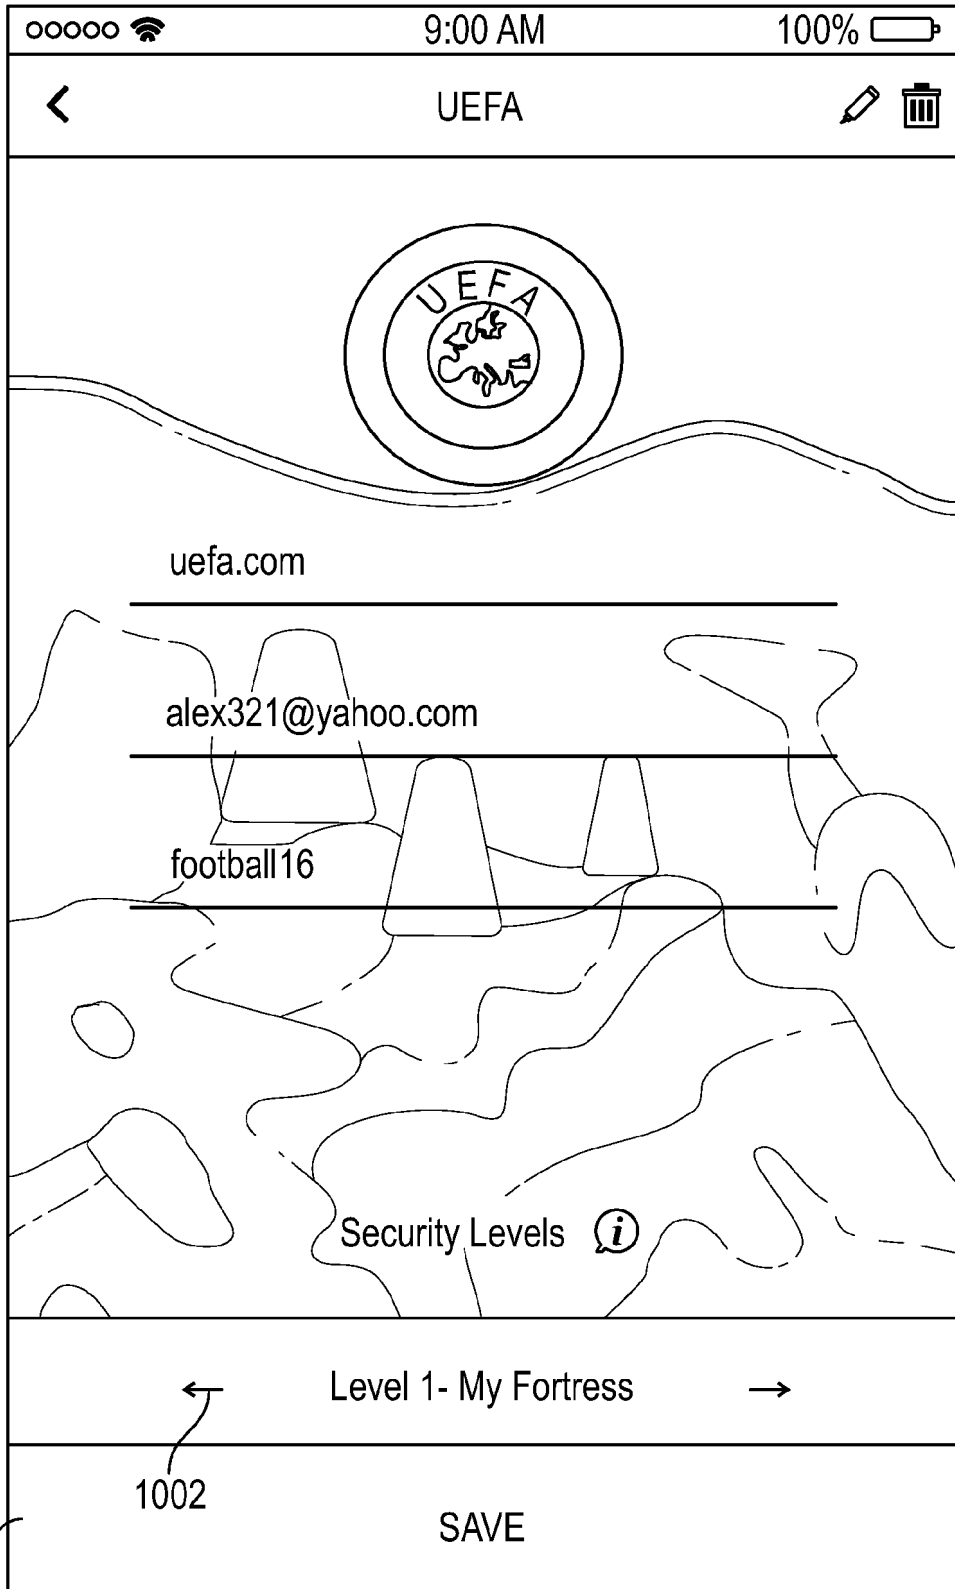 9:00 AM 100%
UEFA
UEFA
uefa.com
alex321@yahoo.com
football16
Security Levels i
Level 1- My Fortress
1002
SAVE